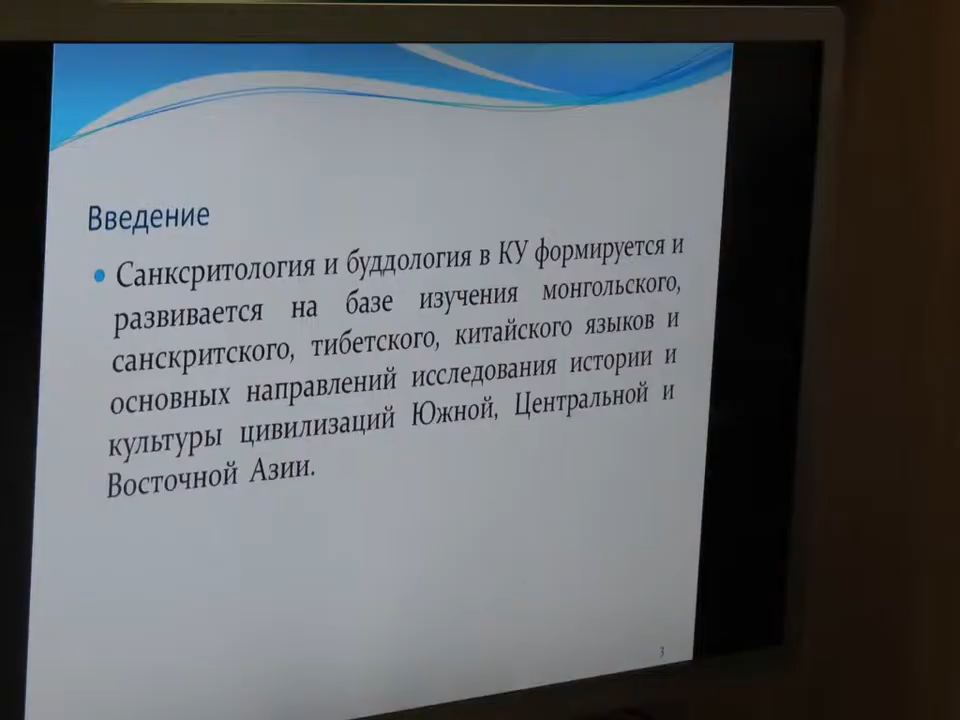 Введение
• Санксритология и буддология в КУ формируется и
развивается на базе изучения монгольского,
санскритского, тибетского, китайского языков и
основных направлений исследования истории и
культуры цивилизаций Южной, Центральной и
Восточной Азии.
3